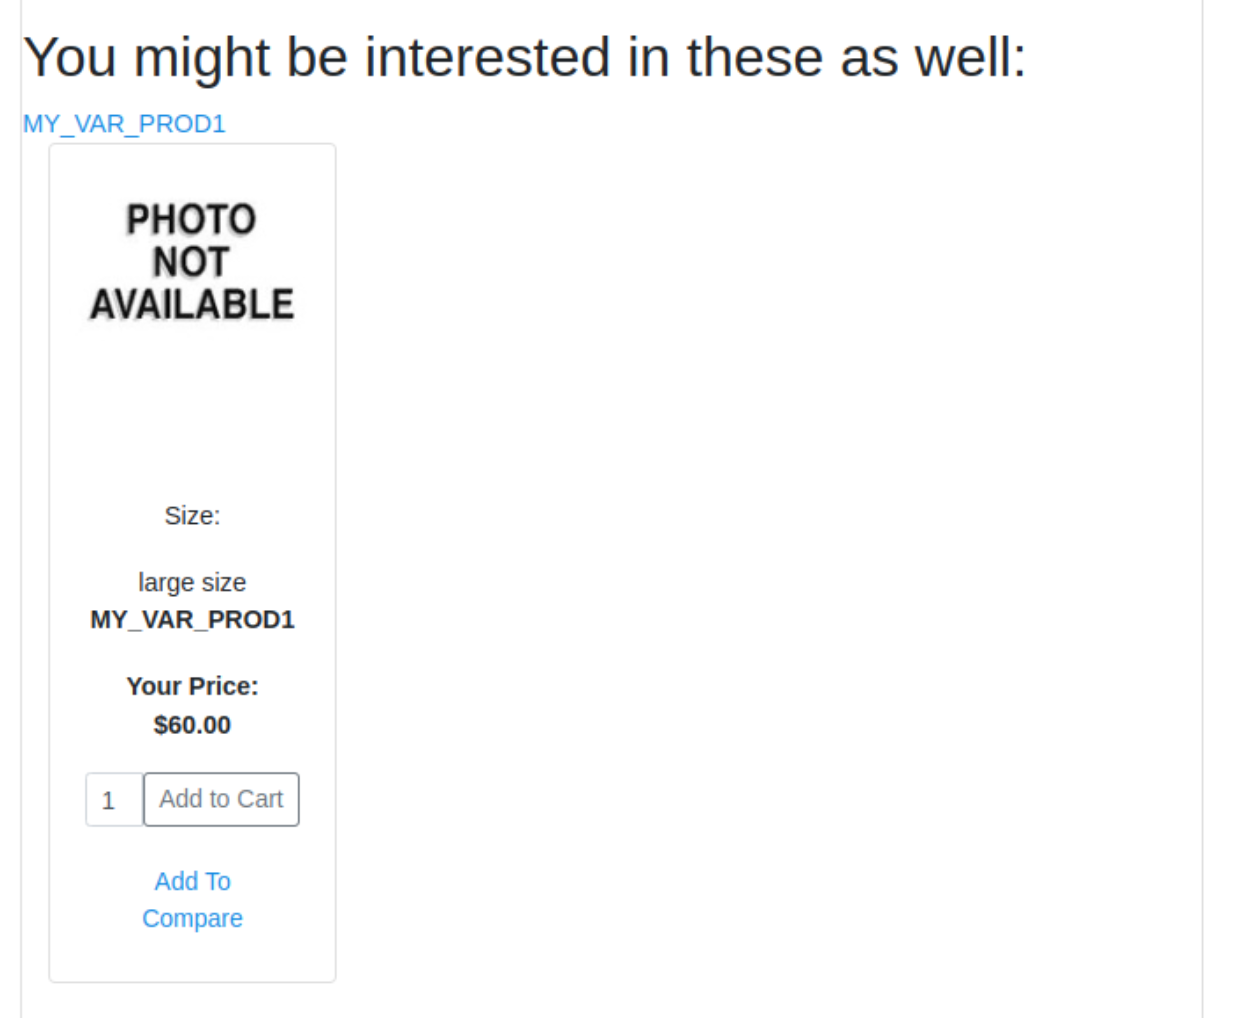 You might be interested in these as well:
MY_VAR_PROD1
PHOTO
NOT
AVAILABLE
Size:
large size
MY_VAR_PROD1
Your Price:
$60.00
1 Add to Cart
Add To
Compare